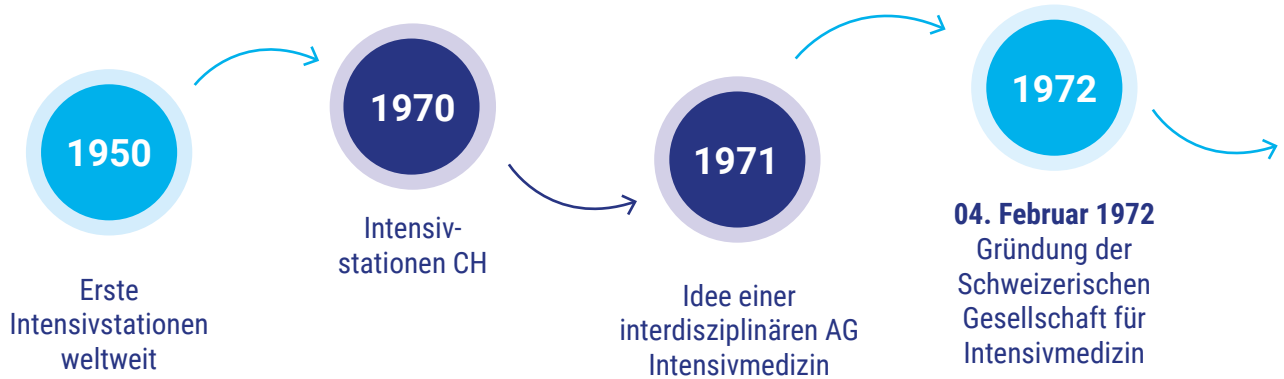 1950
Erste
Intensivstationen
weltweit
1970
Intensiv-
stationen CH
1971
Idee einer
interdisziplinären AG
Intensivmedizin
1972
04. Februar 1972
Gründung der
Schweizerischen
Gesellschaft für
Intensivmedizin